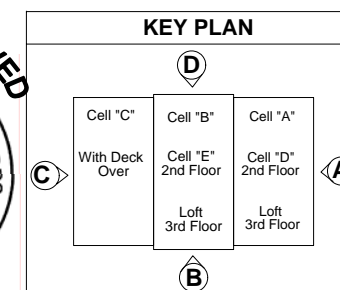 KEY PLAN
D
Cell "C"
With Deck
Over
Cell "B"
Cell "E"
2nd Floor
Loft
3rd Floor
Cell "A"
Cell "D"
2nd Floor
Loft
3rd Floor
C
A
B